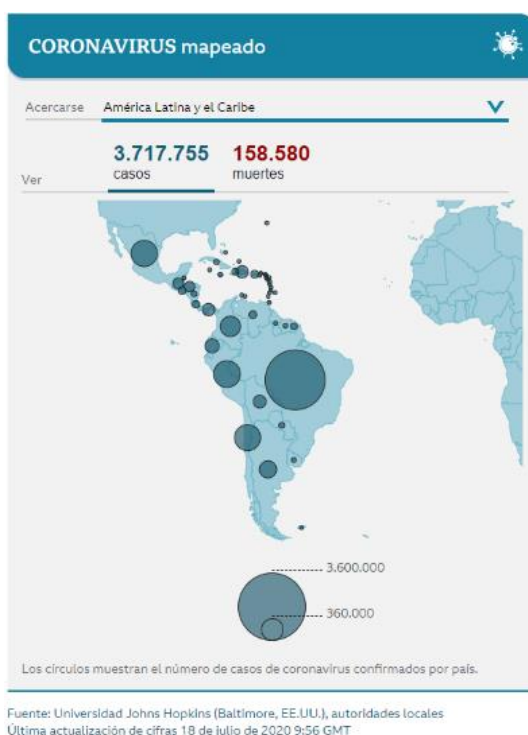 CORONAVIRUS mapeado
Acercarse América Latina y el Caribe
3.717.755 158.580
Ver casos muertes
3.600.000
360.000
Los círculos muestran el número de casos de coronavirus confirmados por país.
Fuente: Universidad Johns Hopkins (Baltimore, EE.UU.), autoridades locales
Última actualización de cifras 18 de julio de 2020 9:56 GMT